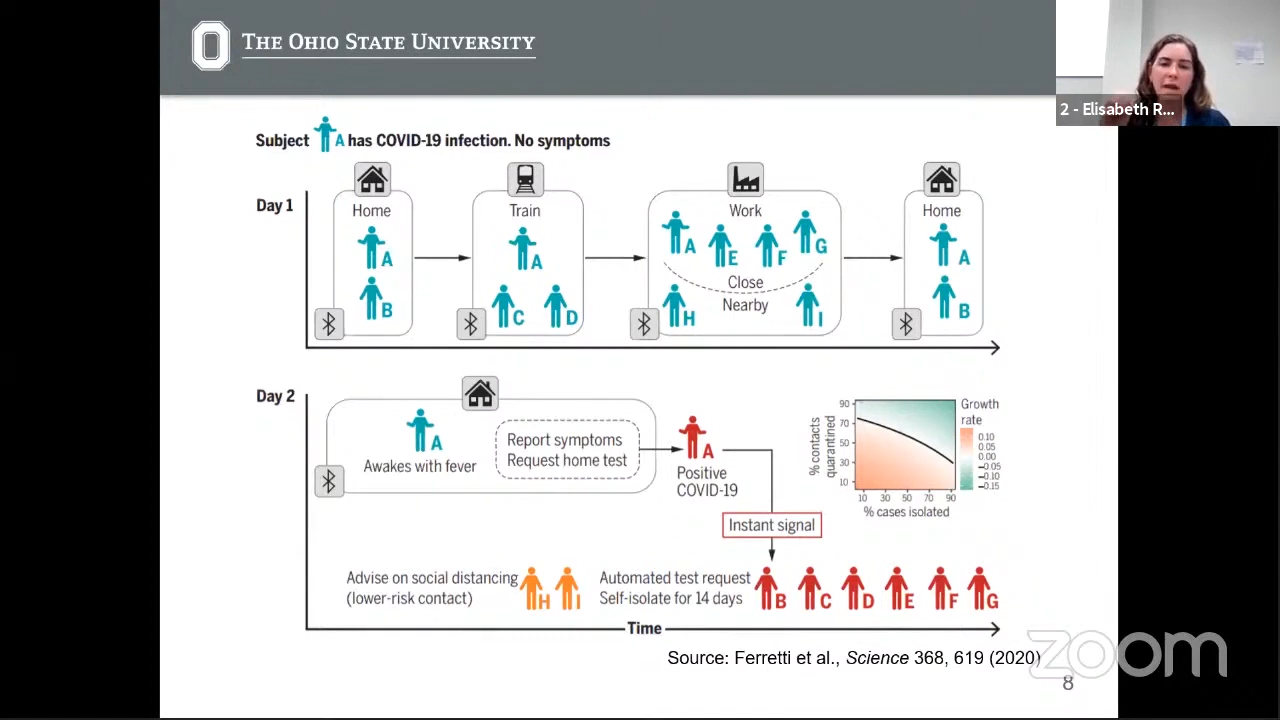 THE OHIO STATE UNIVERSITY
2 - Elisabeth R...
Subject A has COVID-19 infection. No symptoms
Day 1
Home
A
B
Train
A
C
D
Work
A
E
F
G
Close
Nearby
H
I
Home
A
B
Day 2
A
Awakes with fever
Report symptoms
Request home test
A
Positive
COVID-19
Instant signal
% contacts
quarantined
90
70
50
30
10
10 30 50 70 90
% cases isolated
Growth
rate
0.10
0.05
0.00
–0.05
–0.10
–0.15
Advise on social distancing
(lower-risk contact)
H
I
Automated test request
Self-isolate for 14 days
B
C
D
E
F
G
Time
Source: Ferretti et al., Science 368, 619 (2020)
zoom
8